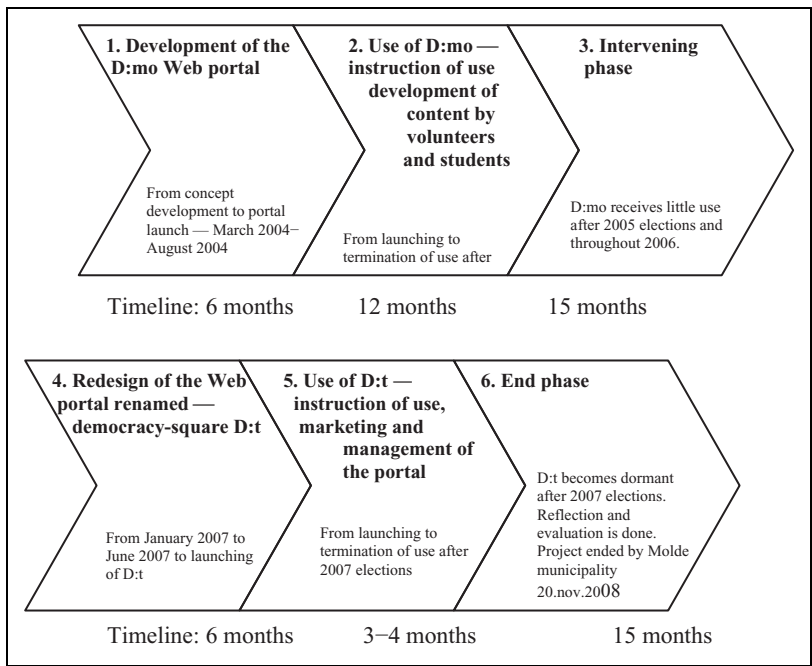 1. Development of the
D:mo Web portal
From concept
development to portal
launch — March 2004–
August 2004
2. Use of D:mo —
instruction of use
development of
content by
volunteers
and students
From launching to
termination of use after
3. Intervening
phase
D:mo receives little use
after 2005 elections and
throughout 2006.
Timeline: 6 months 12 months 15 months
4. Redesign of the Web
portal renamed —
democracy-square D:t
From January 2007 to
June 2007 to launching
of D:t
5. Use of D:t —
instruction of use,
marketing and
management of
the portal
From launching to
termination of use after
2007 elections
6. End phase
D:t becomes dormant
after 2007 elections.
Reflection and
evaluation is done.
Project ended by Molde
municipality
20.nov.2008
Timeline: 6 months 3–4 months 15 months